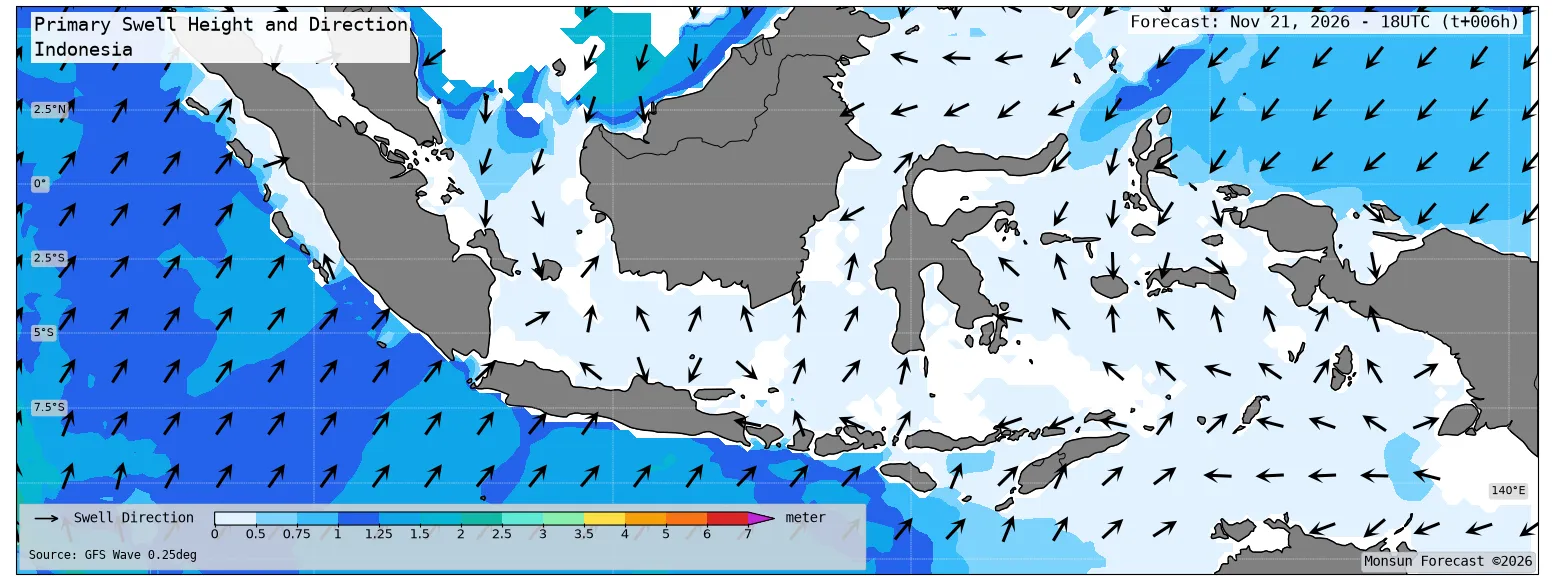 Primary Swell Height and Direction
Indonesia
Forecast: Nov 21, 2026 - 18UTC (t+006h)
2.5°N
0°
2.5°S
5°S
7.5°S
140°E
Swell Direction
0 0.5 0.75 1 1.25 1.5 2 2.5 3 3.5 4 5 6 7
meter
Source: GFS Wave 0.25deg
Monsun Forecast ©2026